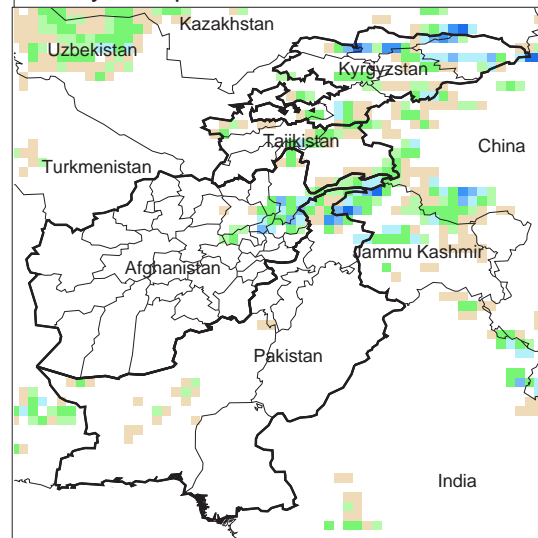 Kazakhstan
Uzbekistan
Kyrgyzstan
Tajikistan
China
Turkmenistan
Jammu Kashmir
Afghanistan
Pakistan
India